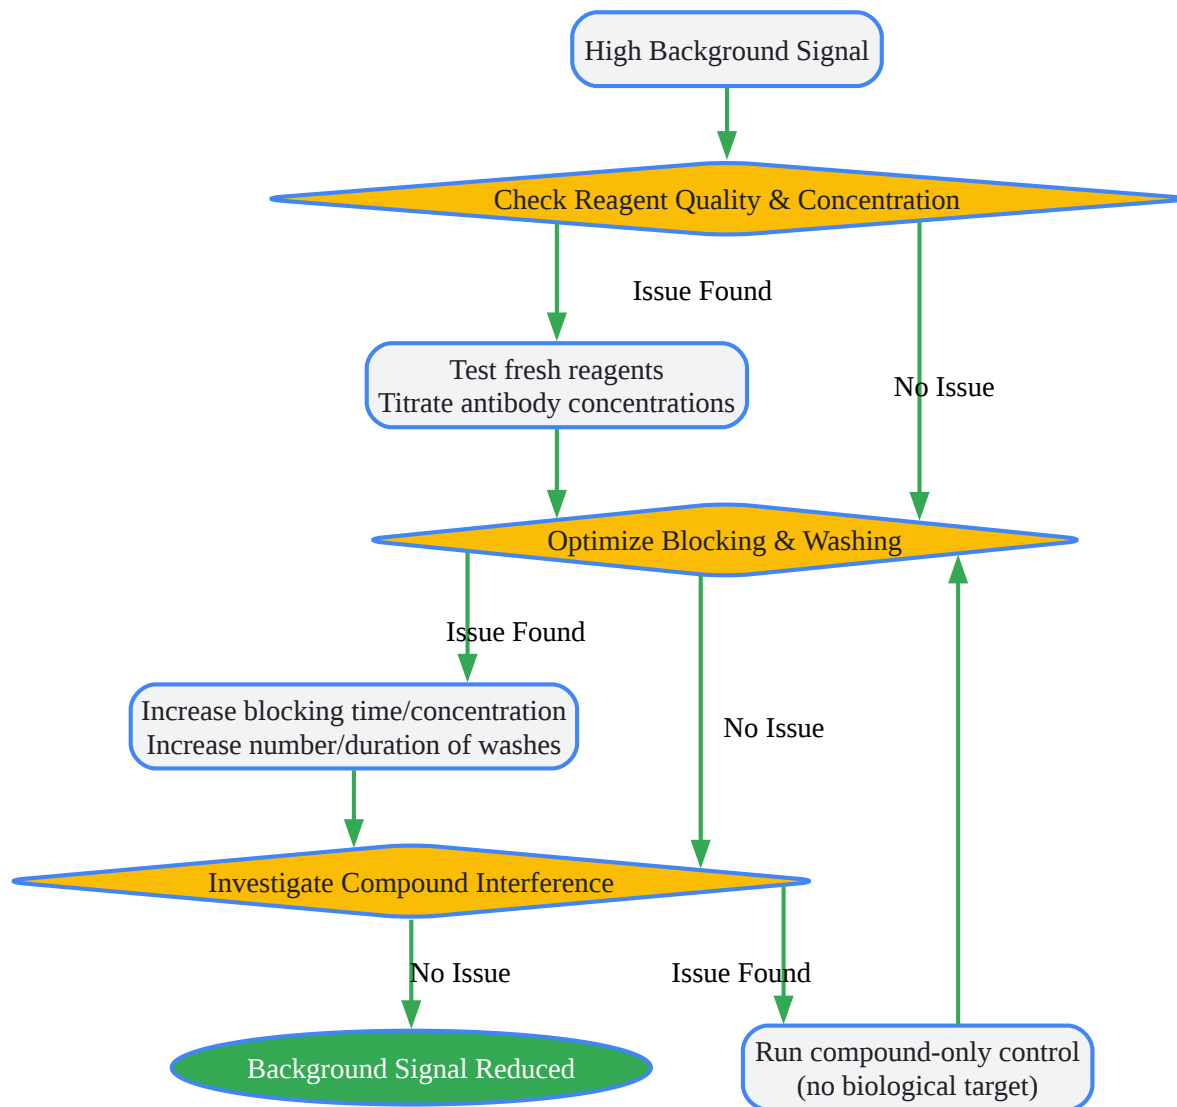 High Background Signal
Check Reagent Quality & Concentration
Issue Found
Test fresh reagents
Titrate antibody concentrations
No Issue
Optimize Blocking & Washing
Issue Found
Increase blocking time/concentration
Increase number/duration of washes
No Issue
Investigate Compound Interference
No Issue
Issue Found
Background Signal Reduced
Run compound-only control
(no biological target)